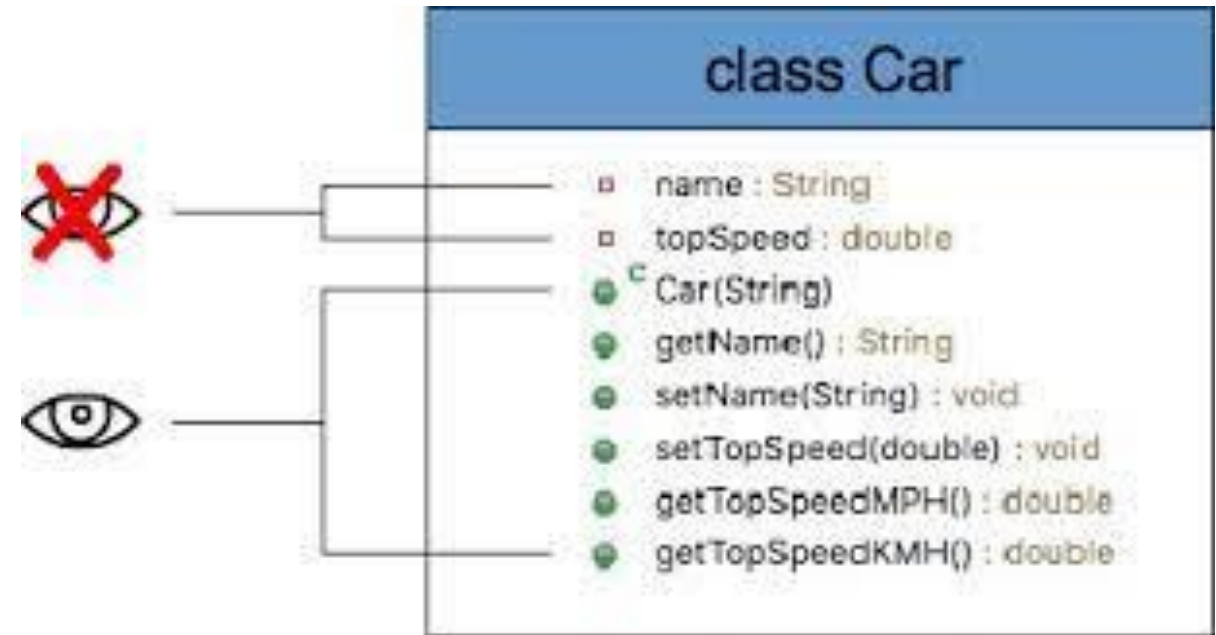 class Car
name : String
topSpeed : double
C Car(String)
getName() : String
setName(String) : void
setTopSpeed(double) : void
getTopSpeedMPH() : double
getTopSpeedKMH() : double